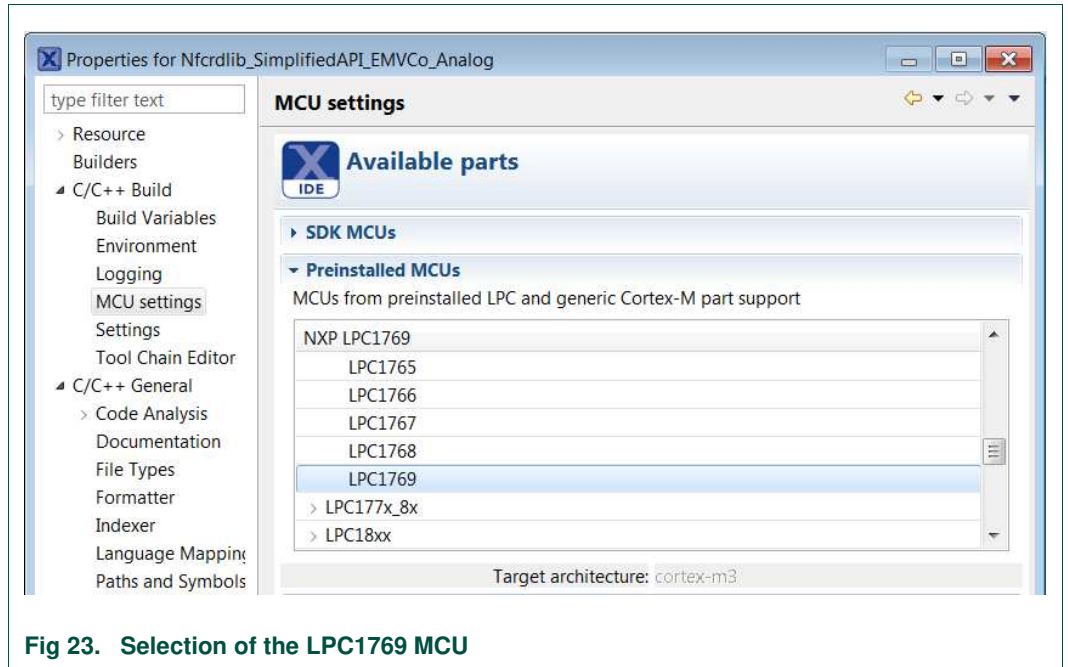 Properties for Nfcrdlib_SimplifiedAPI_EMVCo_Analog
type filter text
Resource
Builders
C/C++ Build
Build Variables
Environment
Logging
MCU settings
Settings
Tool Chain Editor
C/C++ General
Code Analysis
Documentation
File Types
Formatter
Indexer
Language Mapping
Paths and Symbols
MCU settings
IDE
Available parts
SDK MCUs
Preinstalled MCUs
MCUs from preinstalled LPC and generic Cortex-M part support
NXP LPC1769
LPC1765
LPC1766
LPC1767
LPC1768
LPC1769
LPC177x_8x
LPC18xx
Target architecture: cortex-m3
Fig 23. Selection of the LPC1769 MCU